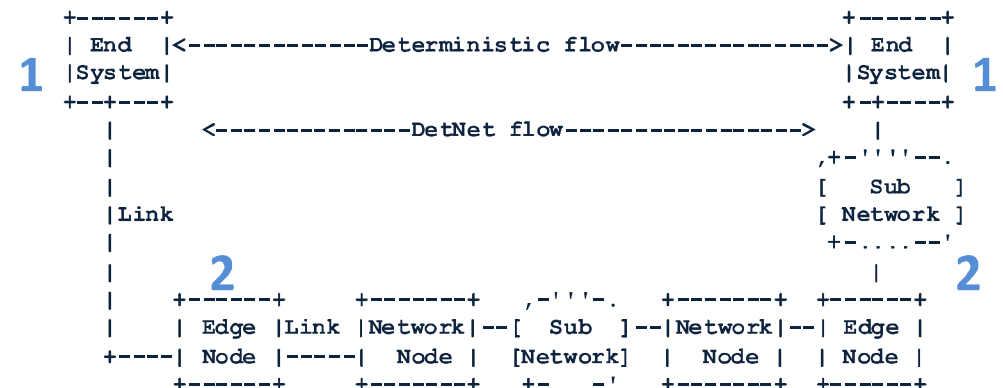 +------+                                                +------+
| End  |<-------------Deterministic flow--------------->| End  |
1 |System|                                                |System| 1
+--+---+                                                +-+----+
   |      <--------------DetNet flow---------------->     |
   |                                                  ,+-''''--.
   |                                                  [   Sub   ]
   |Link                                              [ Network ]
   |                                                   +-....--'
   |      2                                               |     2
   |    +------+     +-------+   ,-'''-.   +-------+  +------+
   |    | Edge |Link |Network|--[  Sub  ]--|Network|--| Edge |
   +----| Node |-----| Node  |  [Network]  | Node  |  | Node |
        +------+     +-------+   +-  -'    +-------+  +------+